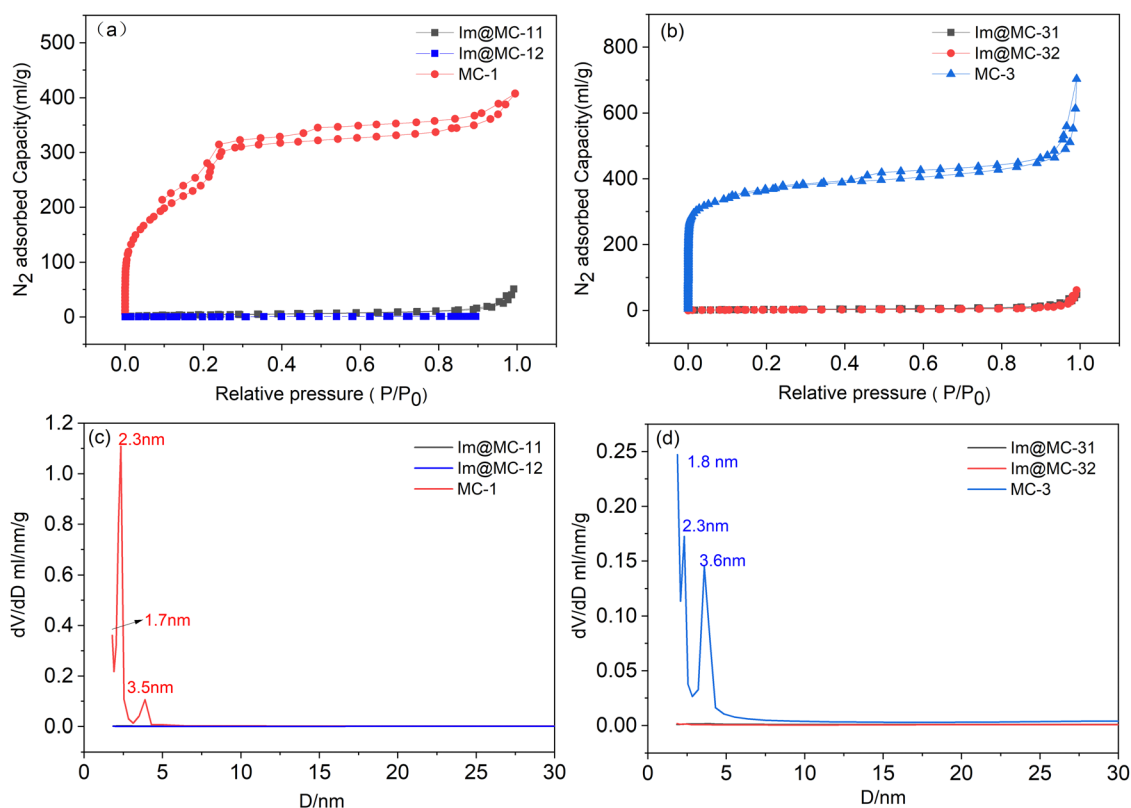 (a)
Im@MC-11
Im@MC-12
MC-1
500
400
300
200
100
0
N2 adsorbed Capacity(ml/g)
0.0 0.2 0.4 0.6 0.8 1.0
Relative pressure ( P/P0)
(b)
Im@MC-31
Im@MC-32
MC-3
800
600
400
200
0
N2 adsorbed Capacity(ml/g)
0.0 0.2 0.4 0.6 0.8 1.0
Relative pressure ( P/P0)
(c)
2.3nm
Im@MC-11
Im@MC-12
MC-1
1.7nm
3.5nm
1.2
1.0
0.8
0.6
0.4
0.2
0.0
dV/dD ml/nm/g
0 5 10 15 20 25 30
D/nm
(d)
Im@MC-31
Im@MC-32
MC-3
1.8 nm
2.3nm
3.6nm
0.25
0.20
0.15
0.10
0.05
0.00
dV/dD ml/nm/g
0 5 10 15 20 25 30
D/nm